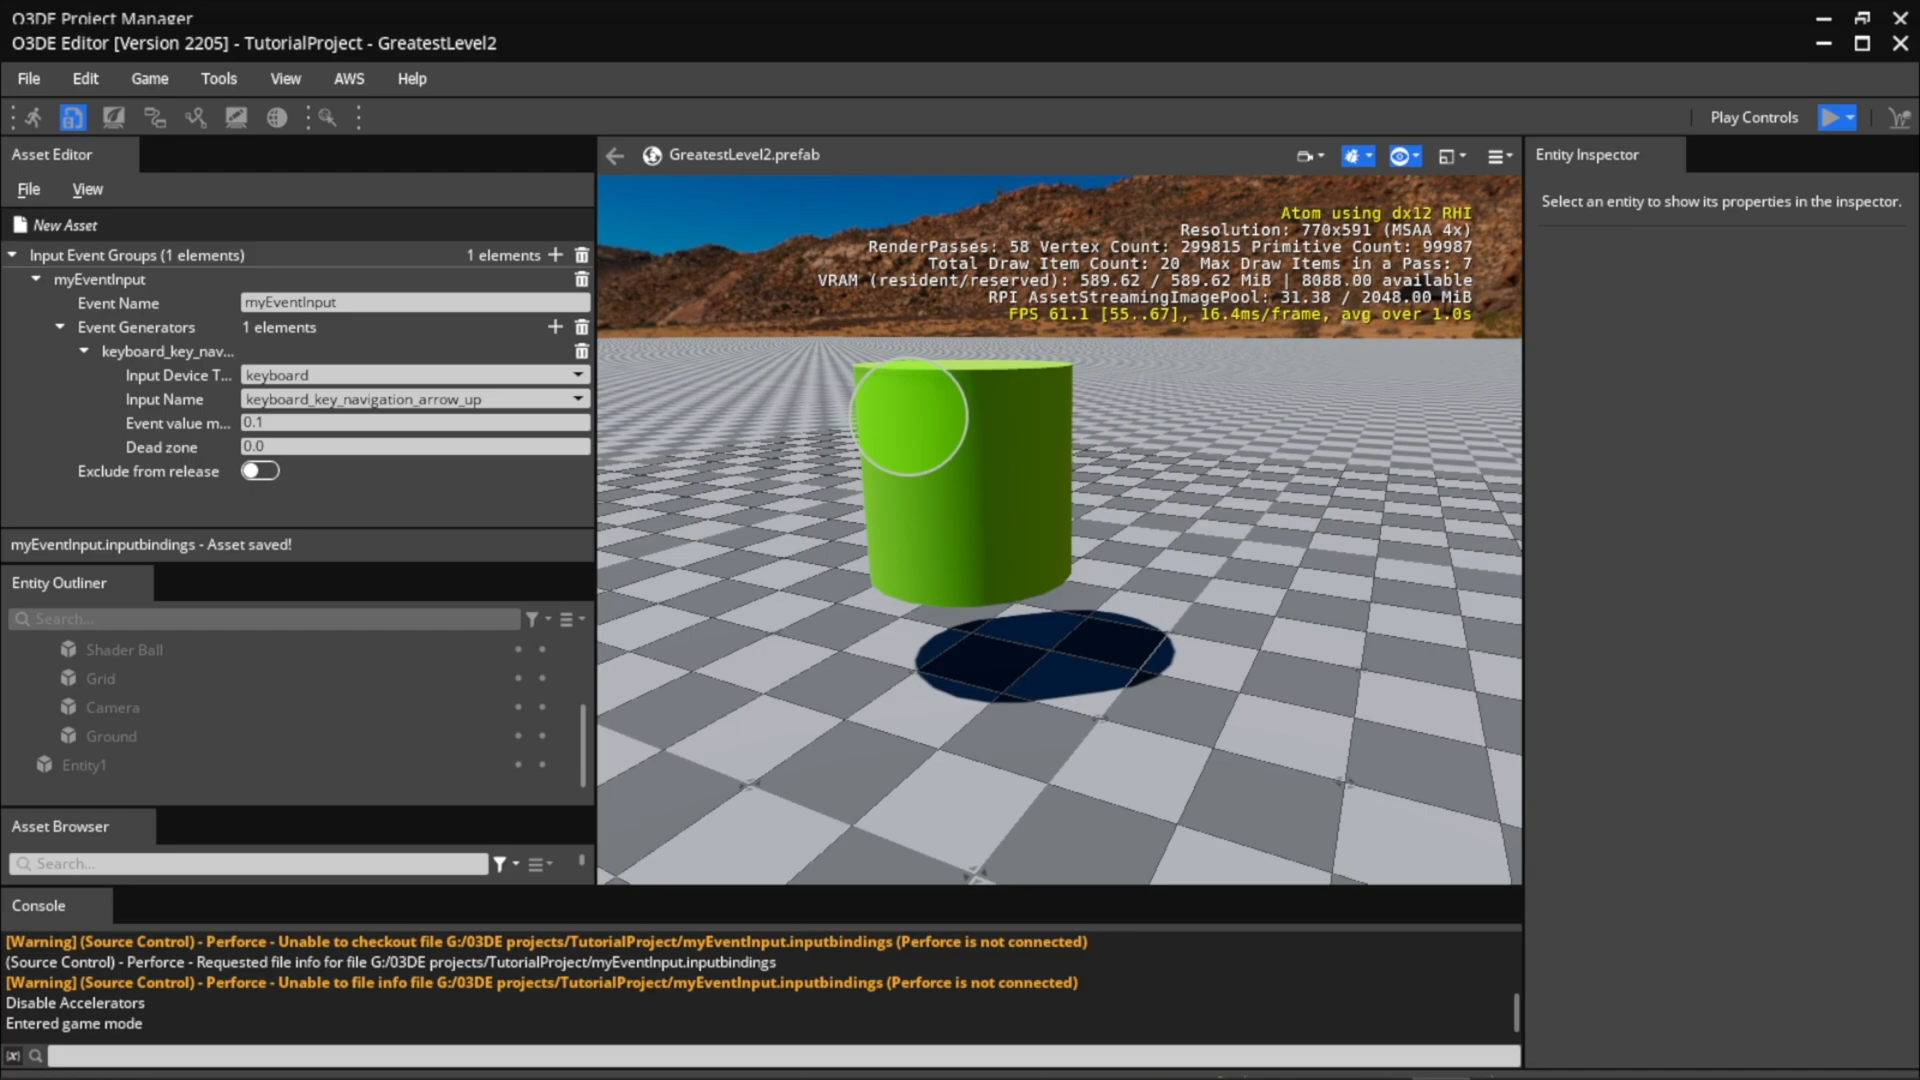 O3DE Project Manager
O3DE Editor [Version 2205] - TutorialProject - GreatestLevel2
File Edit Game Tools View AWS Help
Play Controls
Asset Editor
File View
New Asset
Input Event Groups (1 elements) 1 elements
myEventInput
Event Name myEventInput
Event Generators 1 elements
keyboard_key_nav...
Input Device T... keyboard
Input Name keyboard_key_navigation_arrow_up
Event value m... 0.1
Dead zone 0.0
Exclude from release
myEventInput.inputbindings - Asset saved!
Entity Outliner
Search...
Shader Ball
Grid
Camera
Ground
Entity1
Asset Browser
Search...
GreatestLevel2.prefab
Atom using dx12 RHI
Resolution: 770x591 (MSAA 4x)
RenderPasses: 58 Vertex Count: 299815 Primitive Count: 99987
Total Draw Item Count: 20 Max Draw Items in a Pass: 7
VRAM (resident/reserved): 589.62 / 589.62 MiB | 8088.00 available
RPI AssetStreamingImagePool: 31.38 / 2048.00 MiB
FPS 61.1 [55..67], 16.4ms/frame, avg over 1.0s
Entity Inspector
Select an entity to show its properties in the inspector.
Console
[Warning] (Source Control) - Perforce - Unable to checkout file G:/03DE projects/TutorialProject/myEventInput.inputbindings (Perforce is not connected)
(Source Control) - Perforce - Requested file info for file G:/03DE projects/TutorialProject/myEventInput.inputbindings
[Warning] (Source Control) - Perforce - Unable to file info file G:/03DE projects/TutorialProject/myEventInput.inputbindings (Perforce is not connected)
Disable Accelerators
Entered game mode